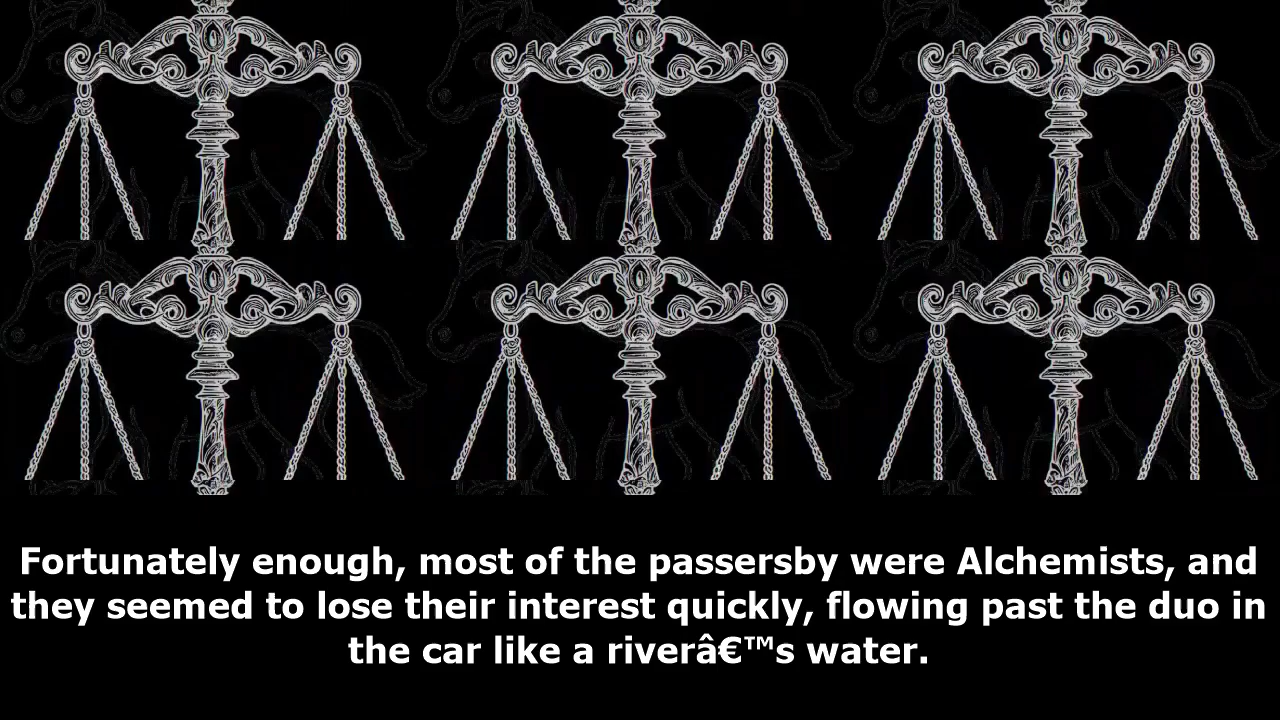 Fortunately enough, most of the passersby were Alchemists, and
they seemed to lose their interest quickly, flowing past the duo in
the car like a riverâ€™s water.